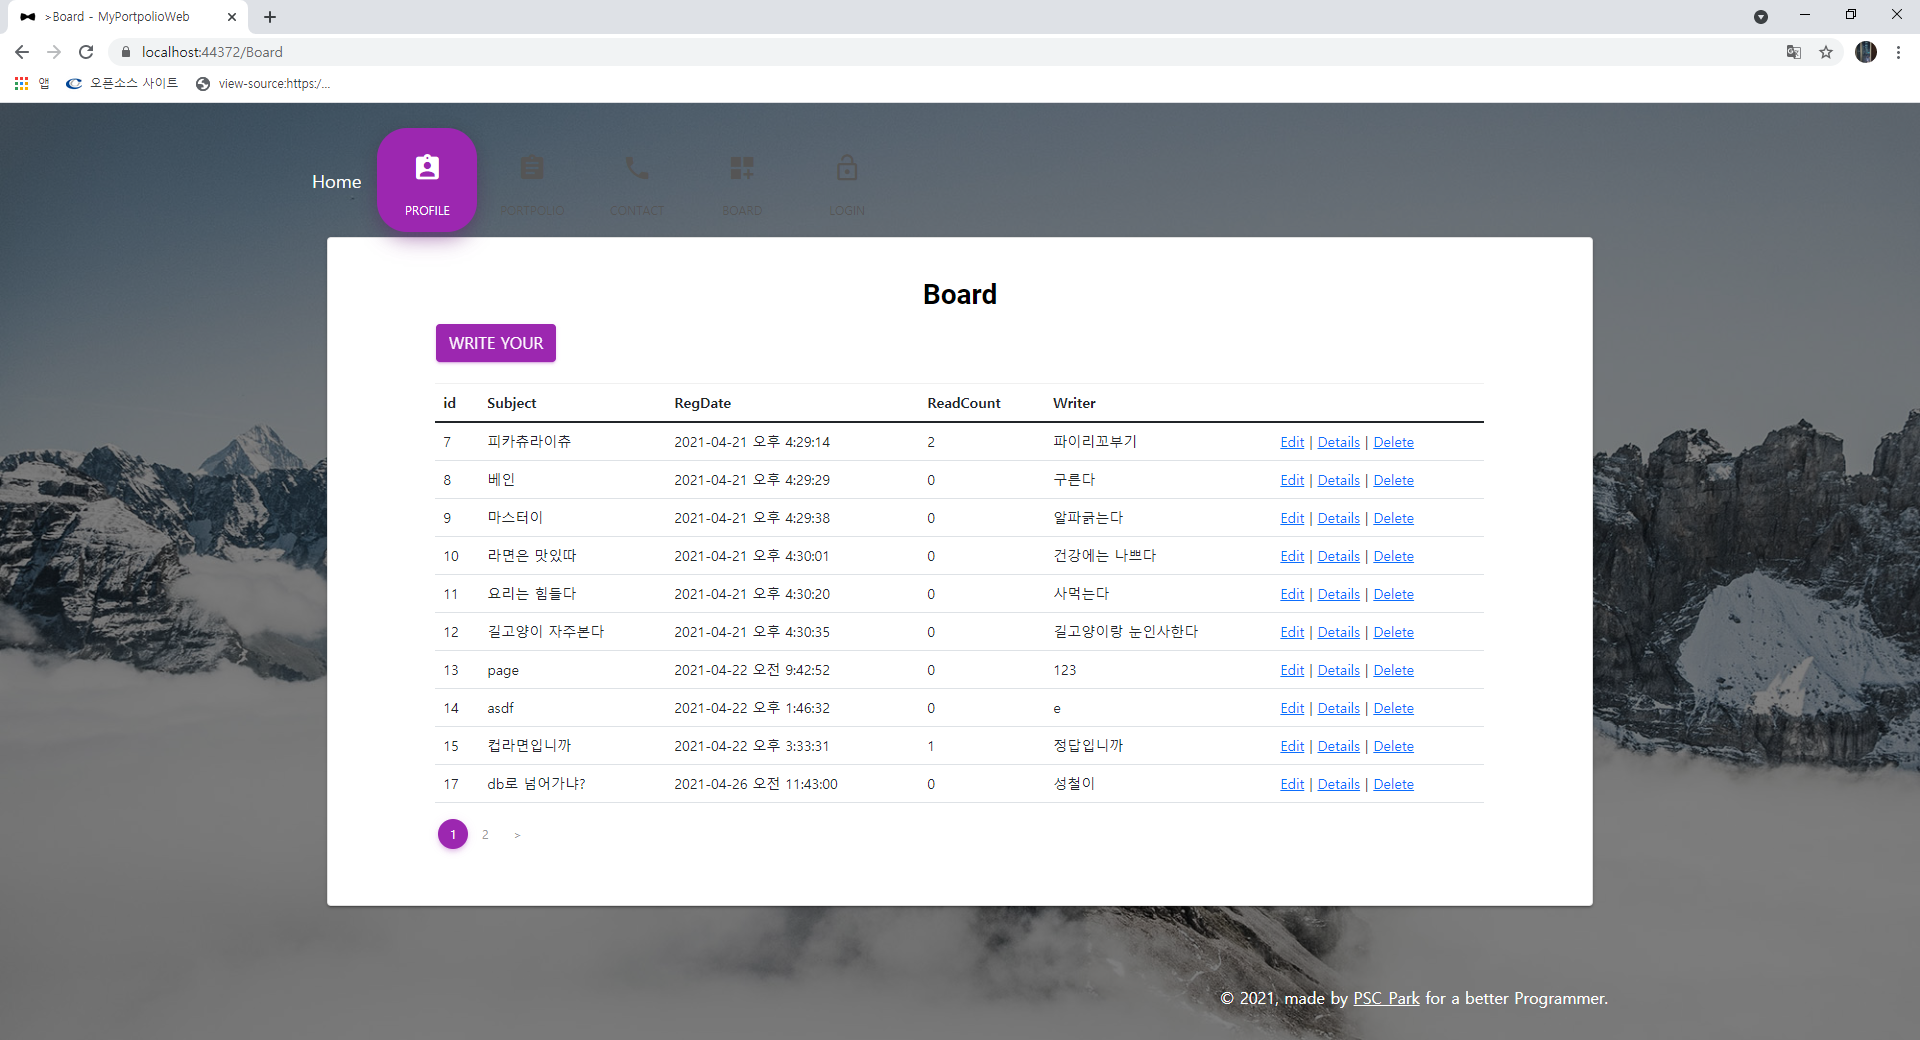 >Board - MyPortpolioWeb
localhost:44372/Board
앱 오픈소스 사이트 view-source:https:/...
Home PROFILE PORTPOLIO CONTACT BOARD LOGIN
Board
WRITE YOUR
id Subject RegDate ReadCount Writer
7 피카츄라이츄 2021-04-21 오후 4:29:14 2 파이리꼬부기 Edit | Details | Delete
8 베인 2021-04-21 오후 4:29:29 0 구른다 Edit | Details | Delete
9 마스터이 2021-04-21 오후 4:29:38 0 알파긁는다 Edit | Details | Delete
10 라면은 맛있따 2021-04-21 오후 4:30:01 0 건강에는 나쁘다 Edit | Details | Delete
11 요리는 힘들다 2021-04-21 오후 4:30:20 0 사먹는다 Edit | Details | Delete
12 길고양이 자주본다 2021-04-21 오후 4:30:35 0 길고양이랑 눈인사한다 Edit | Details | Delete
13 page 2021-04-22 오전 9:42:52 0 123 Edit | Details | Delete
14 asdf 2021-04-22 오후 1:46:32 0 e Edit | Details | Delete
15 컵라면입니까 2021-04-22 오후 3:33:31 1 정답입니까 Edit | Details | Delete
17 db로 넘어가냐? 2021-04-26 오전 11:43:00 0 성철이 Edit | Details | Delete
1 2 >
© 2021, made by PSC_Park for a better Programmer.